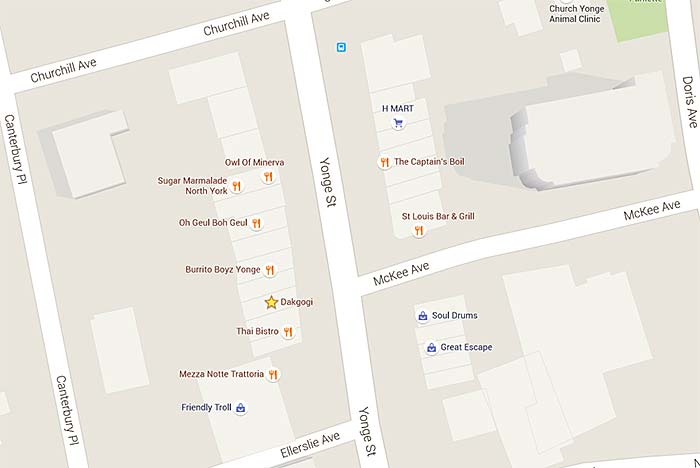 Churchill Ave
Church Yonge
Animal Clinic
Churchill Ave
Canterbury Pl
Doris Ave
H MART
Owl Of Minerva
The Captain's Boil
Sugar Marmalade
North York
Yonge St
Oh Geul Boh Geul
St Louis Bar & Grill
McKee Ave
Burrito Boyz Yonge
McKee Ave
Dakgogi
Soul Drums
Thai Bistro
Great Escape
Mezza Notte Trattoria
Canterbury Pl
Friendly Troll
Yonge St
Ellerslie Ave